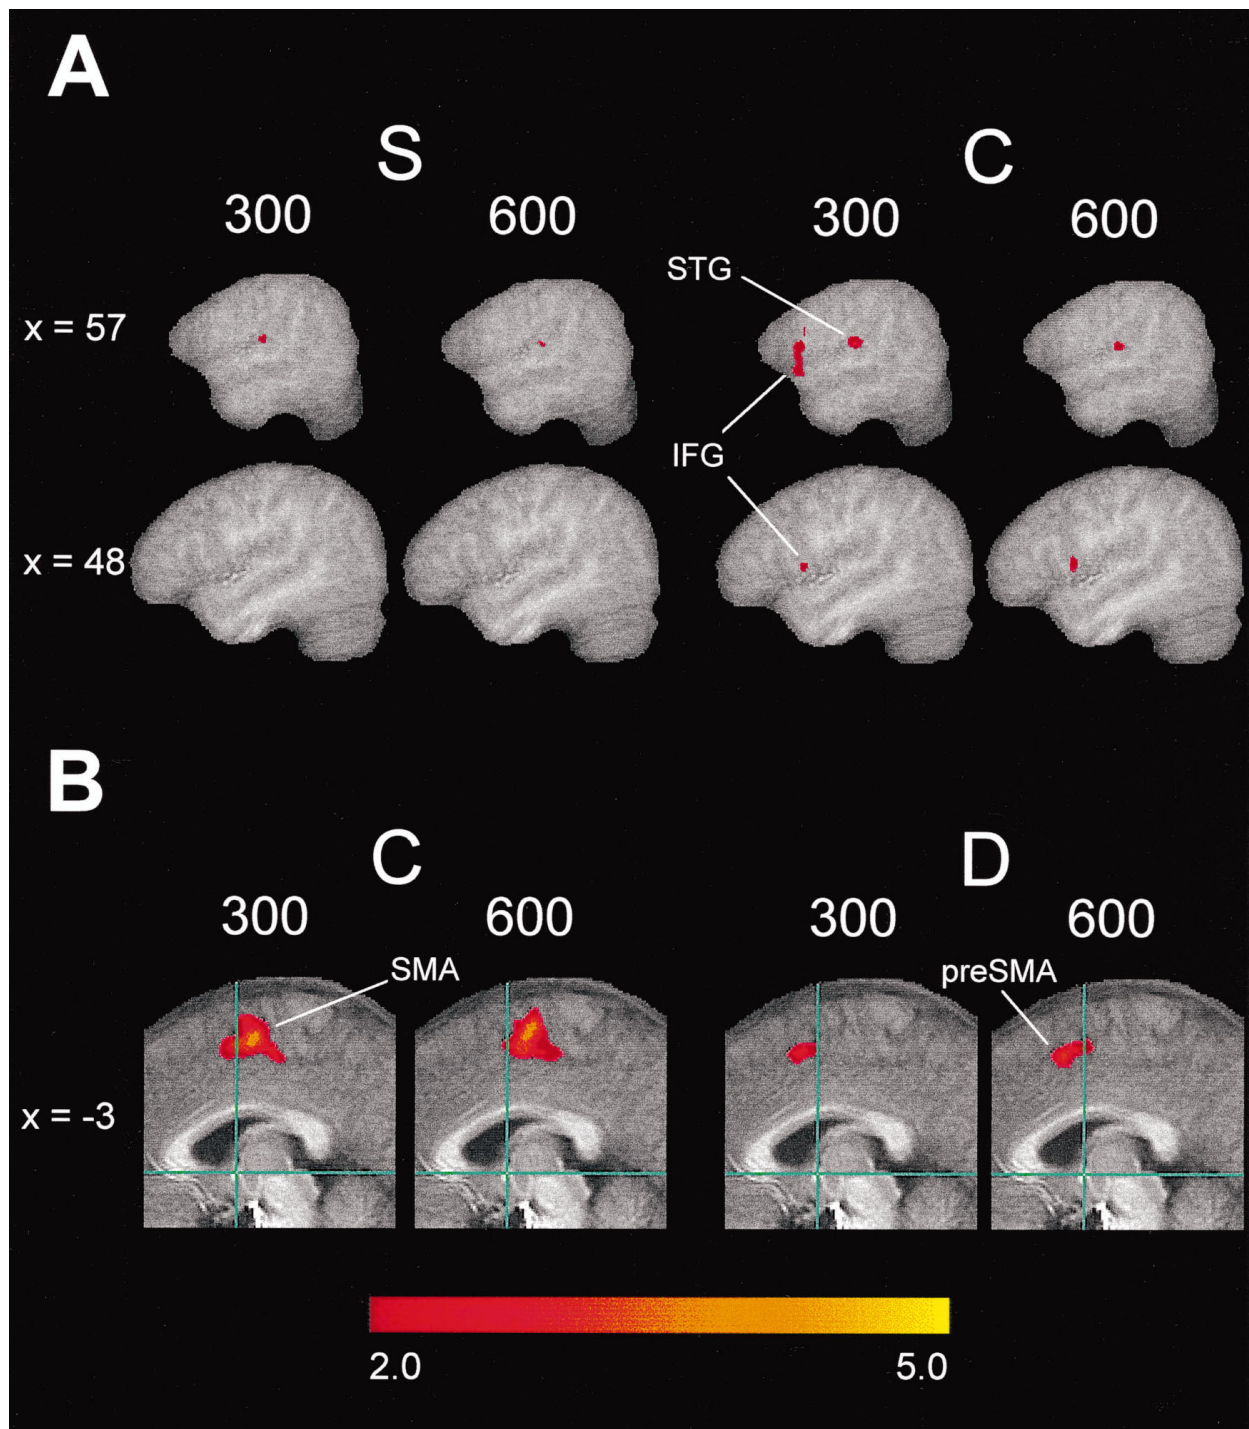 A
S C
300 600 300 600
STG
x = 57
IFG
x = 48
B
C D
300 600 300 600
SMA preSMA
x = -3
2.0 5.0